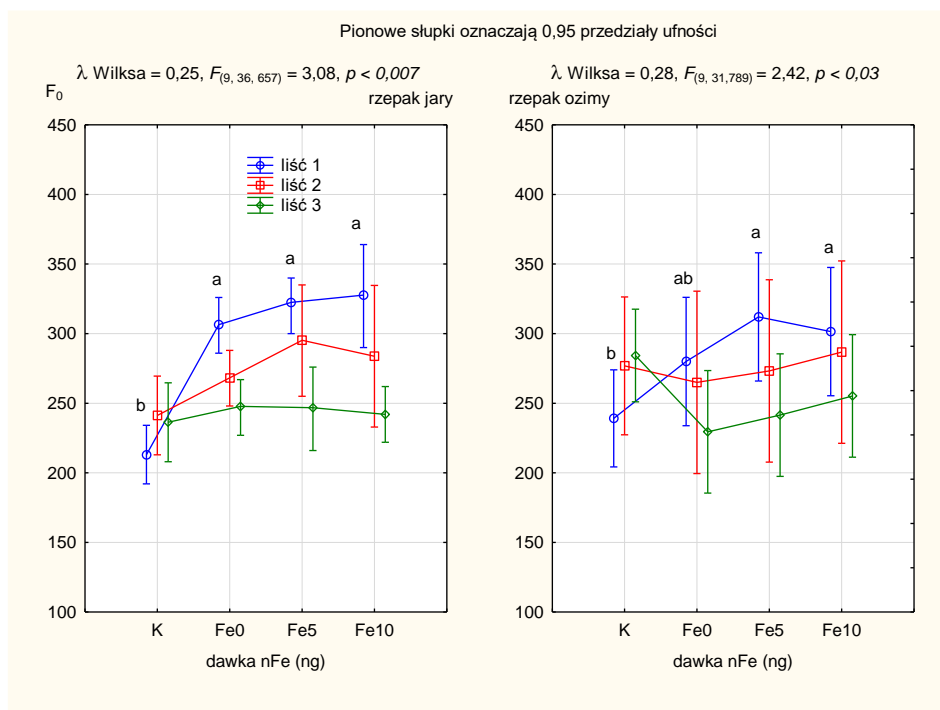 Pionowe słupki oznaczają 0,95 przedziały ufności
λ Wilksa = 0,25, F(9, 36, 657) = 3,08, p < 0,007
λ Wilksa = 0,28, F(9, 31,789) = 2,42, p < 0,03
F0
rzepak jary
rzepak ozimy
450
400
350
300
250
200
150
100
liść 1
liść 2
liść 3
b
a
a
a
K
Fe0
Fe5
Fe10
dawka nFe (ng)
450
400
350
300
250
200
150
100
b
ab
a
a
K
Fe0
Fe5
Fe10
dawka nFe (ng)